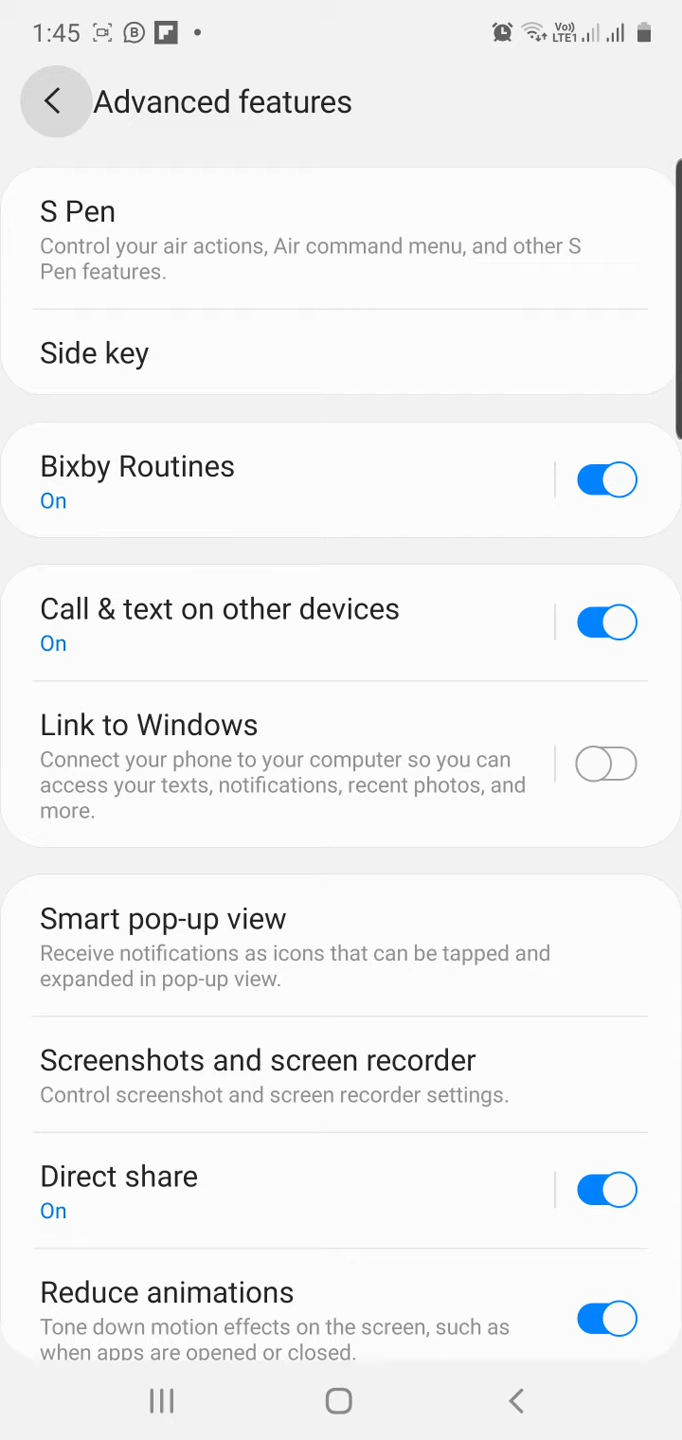 1:45
Vo))
LTE1
Advanced features
S Pen
Control your air actions, Air command menu, and other S
Pen features.
Side key
Bixby Routines
On
Call & text on other devices
On
Link to Windows
Connect your phone to your computer so you can
access your texts, notifications, recent photos, and
more.
Smart pop-up view
Receive notifications as icons that can be tapped and
expanded in pop-up view.
Screenshots and screen recorder
Control screenshot and screen recorder settings.
Direct share
On
Reduce animations
Tone down motion effects on the screen, such as
when apps are opened or closed.